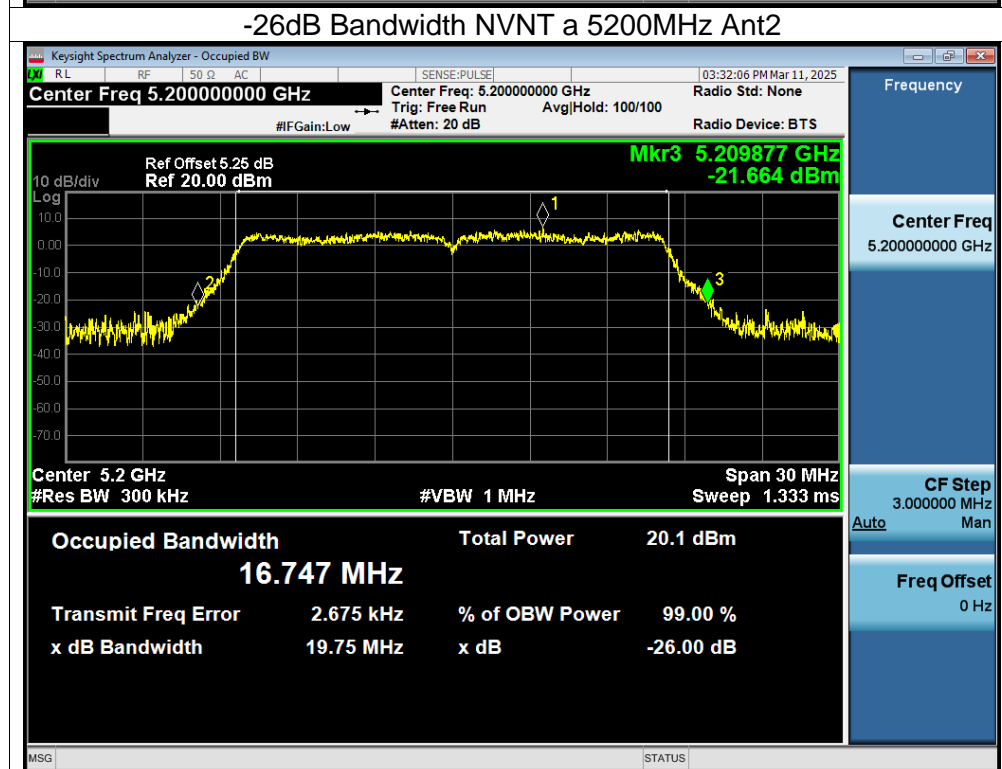 -26dB Bandwidth NVNT a 5200MHz Ant2
Keysight Spectrum Analyzer - Occupied BW
LXI RL RF 50 Ω AC SENSE:PULSE 03:32:06 PM Mar 11, 2025
Center Freq 5.200000000 GHz Center Freq: 5.200000000 GHz Radio Std: None
Trig: Free Run Avg|Hold: 100/100
#IFGain:Low #Atten: 20 dB Radio Device: BTS
Frequency
Mkr3 5.209877 GHz
-21.664 dBm
Ref Offset 5.25 dB
10 dB/div Ref 20.00 dBm
Log
10.0
0.00
-10.0
-20.0
-30.0
-40.0
-50.0
-60.0
-70.0
1
2
3
Center 5.2 GHz Span 30 MHz
#Res BW 300 kHz #VBW 1 MHz Sweep 1.333 ms
Center Freq
5.200000000 GHz
CF Step
3.000000 MHz
Auto Man
Freq Offset
0 Hz
Occupied Bandwidth Total Power 20.1 dBm
16.747 MHz
Transmit Freq Error 2.675 kHz % of OBW Power 99.00 %
x dB Bandwidth 19.75 MHz x dB -26.00 dB
MSG STATUS